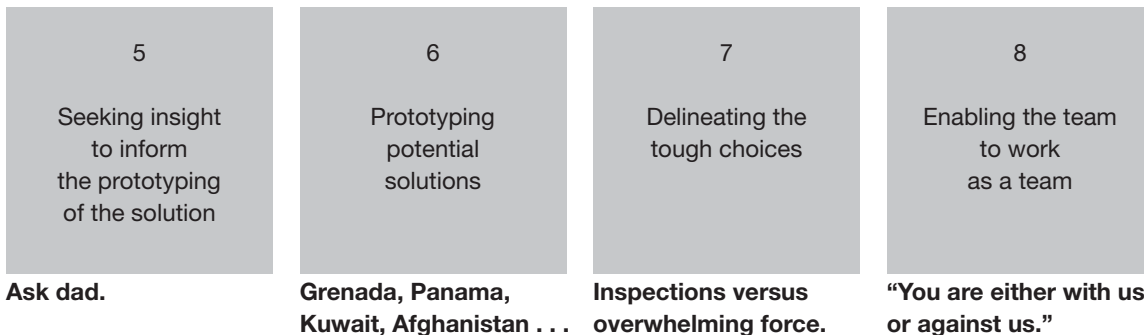 5
Seeking insight
to inform
the prototyping
of the solution
Ask dad.
6
Prototyping
potential
solutions
Grenada, Panama,
Kuwait, Afghanistan . . .
7
Delineating the
tough choices
Inspections versus
overwhelming force.
8
Enabling the team
to work
as a team
“You are either with us
or against us.”